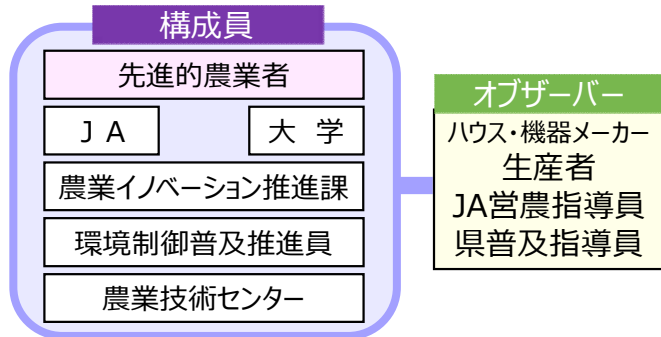 構成員
先進的農業者
J A
大 学
農業イノベーション推進課
環境制御普及推進員
農業技術センター
オブザーバー
ハウス・機器メーカー
生産者
JA営農指導員
県普及指導員